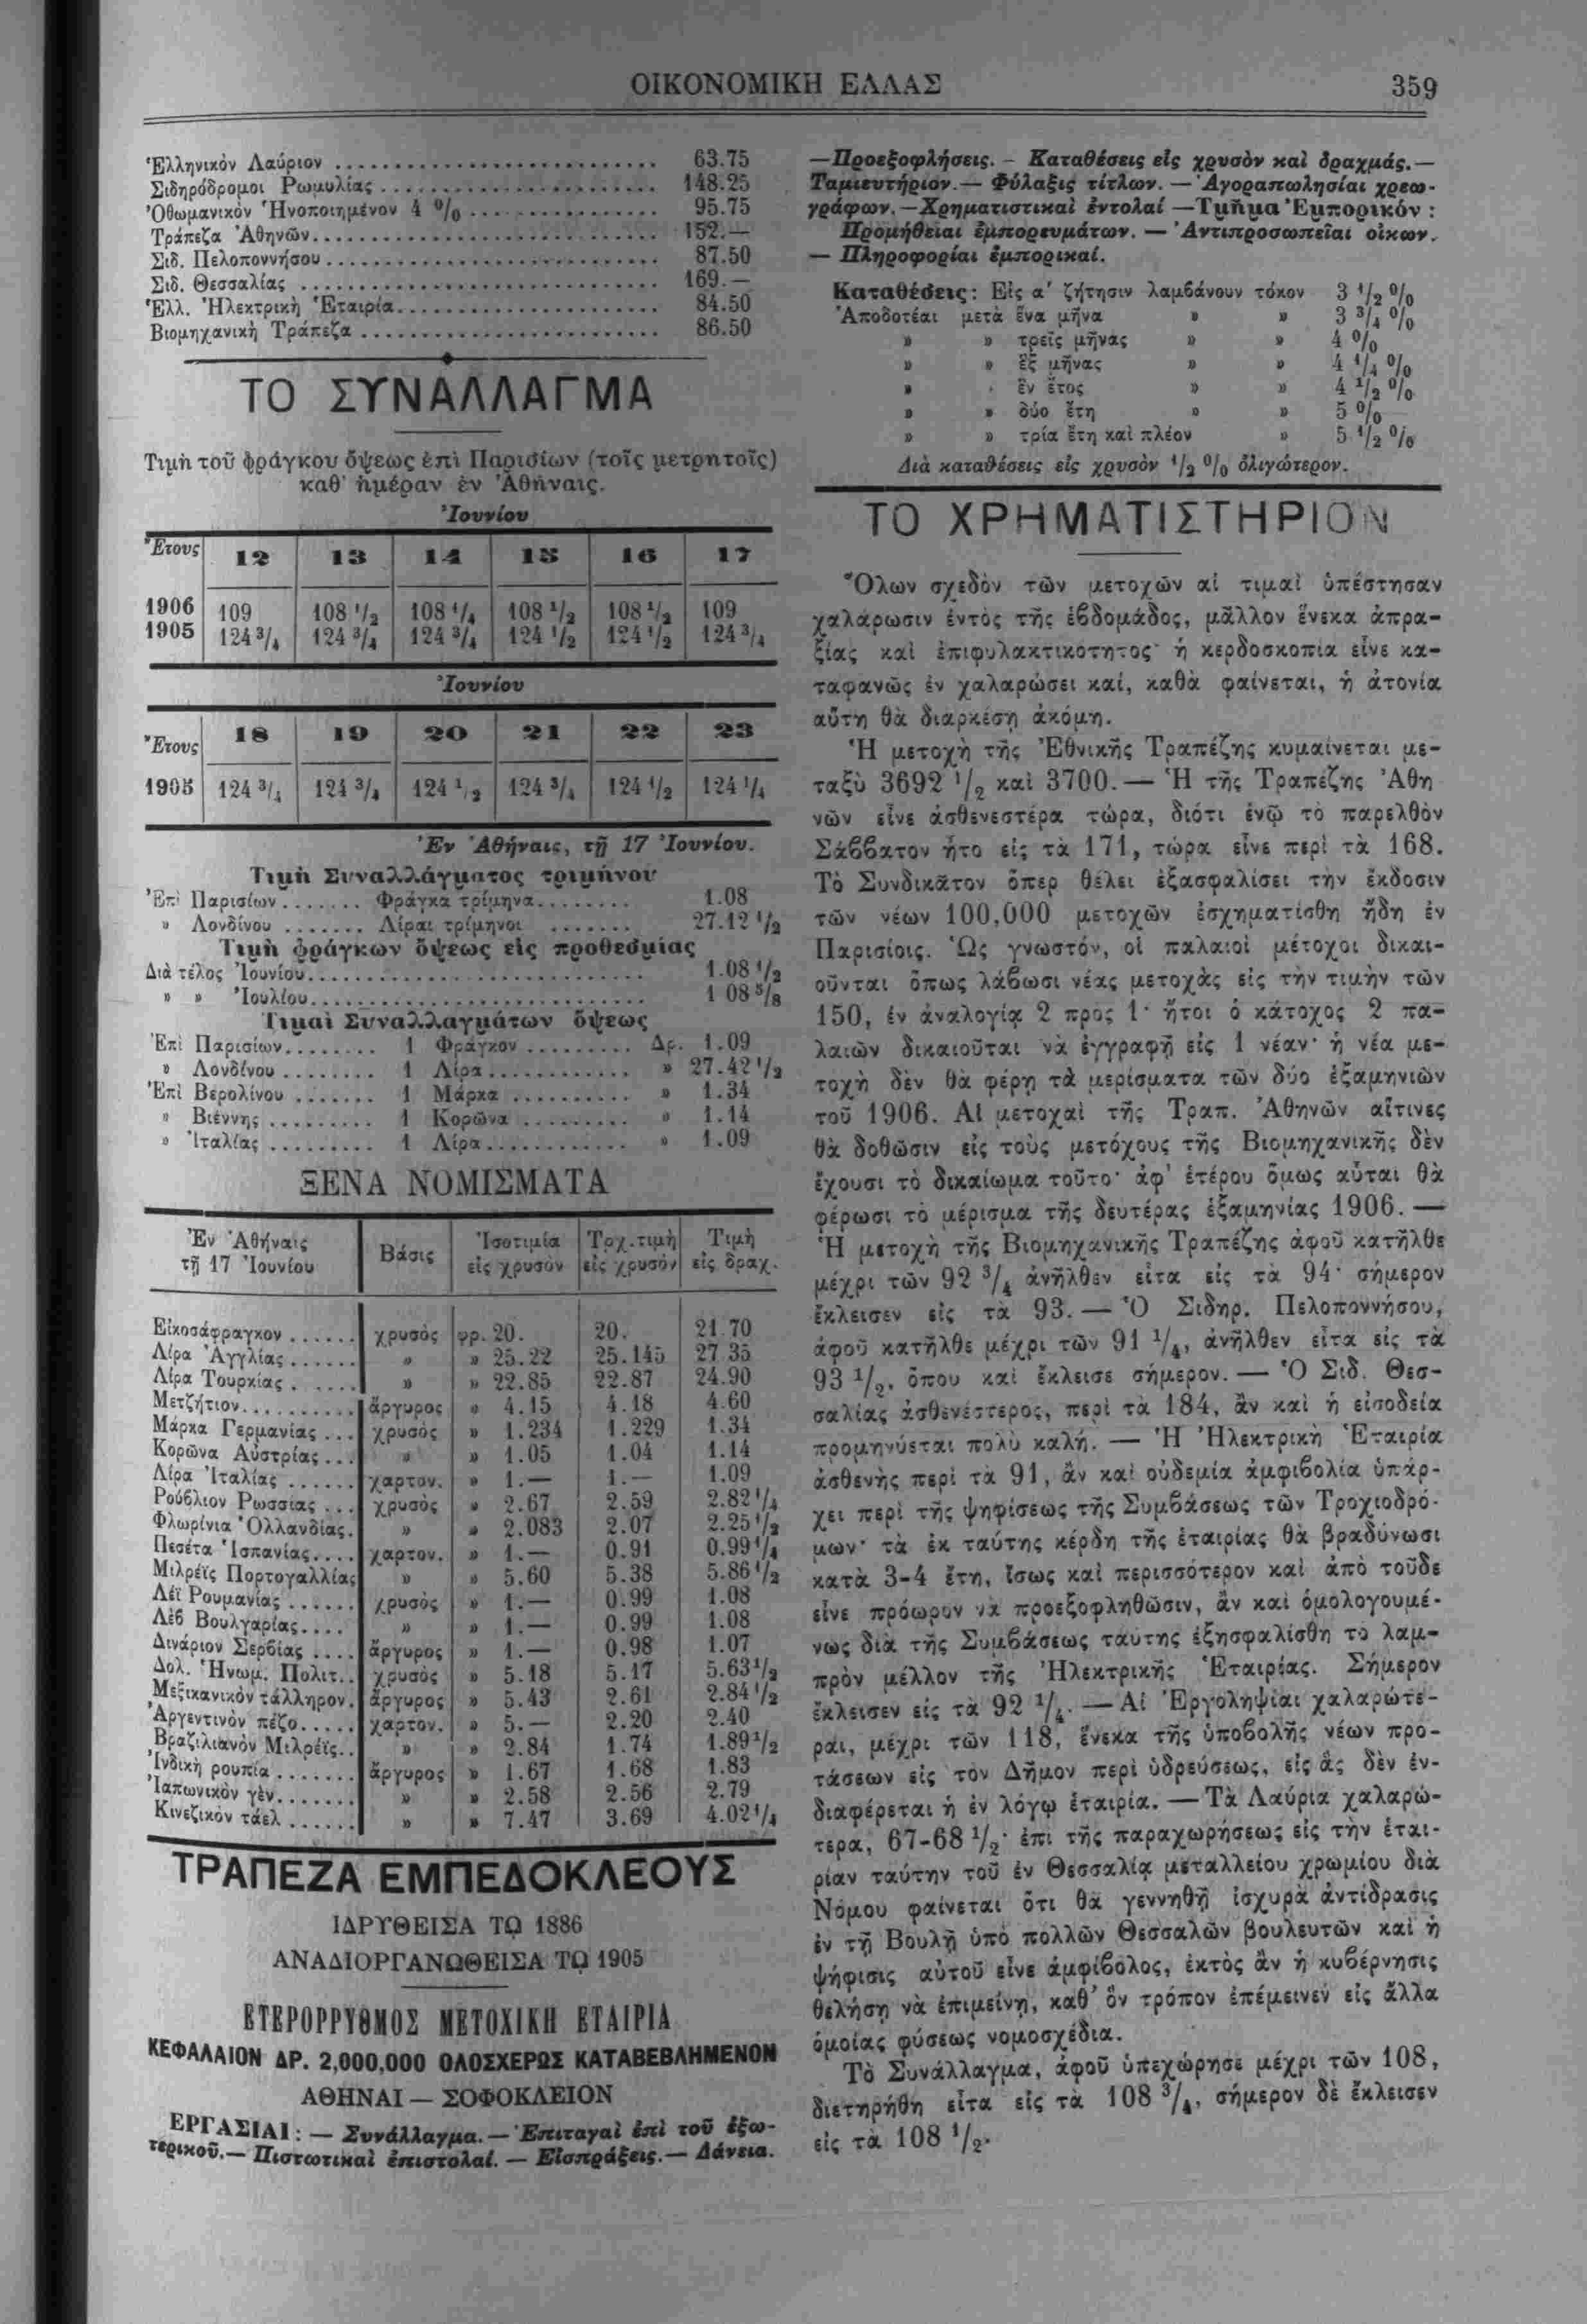 ΟΙΚΟΝΟΜΙΚΗ ΕΛΛΑΣ
359
Ἑλληνικὸν Λαύριον 63.75
Σιδηρόδρομοι Ρωμυλίας 148.25
Ὀθωμανικὸν Ἡνοποιημένον 4 % 95.75
Τράπεζα Ἀθηνῶν 152.—
Σιδ. Πελοποννήσου 87.50
Σιδ. Θεσσαλίας 169.—
Ἑλλ. Ἠλεκτρικὴ Ἑταιρία 84.50
Βιομηχανικὴ Τράπεζα 86.50
ΤΟ ΣΥΝΑΛΛΑΓΜΑ
Τιμὴ τοῦ φράγκου ὄψεως ἐπὶ Παρισίων (τοῖς μετρητοῖς)
καθ' ἡμέραν ἐν Ἀθήναις.
Ἰουνίου
Ἔτους 12 13 14 15 16 17
1906 109 108 1/2 108 1/4 108 1/2 108 1/2 109
1905 124 3/4 124 3/4 124 3/4 124 1/2 124 1/2 124 3/4
Ἰουνίου
Ἔτους 18 19 20 21 22 23
1905 124 3/4 124 3/4 124 1/2 124 3/4 124 1/2 124 1/4
Ἐν Ἀθήναις, τῇ 17 Ἰουνίου.
Τιμὴ Συναλλάγματος τριμήνου
Ἐπὶ Παρισίων Φράγκα τρίμηνα 1.08
» Λονδίνου Λίραι τρίμηνοι 27.12 1/2
Τιμὴ φράγκων ὄψεως εἰς προθεσμίας
Διὰ τέλος Ἰουνίου 1.08 1/2
» » Ἰουλίου 1 08 5/8
Τιμαὶ Συναλλαγμάτων ὄψεως
Ἐπὶ Παρισίων 1 Φράγκον Δρ. 1.09
» Λονδίνου 1 Λίρα » 27.42 1/2
Ἐπὶ Βερολίνου 1 Μάρκα » 1.34
» Βιέννης 1 Κορῶνα » 1.14
» Ἰταλίας 1 Λίρα » 1.09
ΞΕΝΑ ΝΟΜΙΣΜΑΤΑ
Ἐν Ἀθήναις Βάσις Ἰσοτιμία Τρχ.τιμὴ Τιμὴ
τῇ 17 Ἰουνίου εἰς χρυσὸν εἰς χρυσὸν εἰς δραχ.
Εἰκοσάφραγκον χρυσὸς φρ. 20. 20. 21 70
Λίρα Ἀγγλίας » » 25.22 25.145 27 35
Λίρα Τουρκίας » » 22.85 22.87 24.90
Μετζήτιον ἄργυρος » 4.15 4.18 4.60
Μάρκα Γερμανίας χρυσὸς » 1.234 1.229 1.34
Κορῶνα Αὐστρίας » » 1.05 1.04 1.14
Λίρα Ἰταλίας χαρτον. » 1.— 1.— 1.09
Ρούβλιον Ρωσσίας χρυσὸς » 2.67 2.59 2.82 1/4
Φλωρίνια Ὀλλανδίας. » » 2.083 2.07 2.25 1/2
Πεσέτα Ἰσπανίας χαρτον. » 1.— 0.91 0.99 1/4
Μιλρέϊς Πορτογαλλίας » » 5.60 5.38 5.86 1/2
Λέϊ Ρουμανίας χρυσὸς » 1.— 0.99 1.08
Λὲβ Βουλγαρίας » » 1.— 0.99 1.08
Δινάριον Σερβίας ἄργυρος » 1.— 0.98 1.07
Δολ. Ἡνωμ. Πολιτ.. χρυσὸς » 5.18 5.17 5.63 1/2
Μεξικανικὸν τάλληρον. ἄργυρος » 5.43 2.61 2.84 1/2
Ἀργεντινὸν πέζο χαρτον. » 5.— 2.20 2.40
Βραζιλιανὸν Μιλρέϊς.. » » 2.84 1.74 1.89 1/2
Ἰνδικὴ ρουπία ἄργυρος » 1.67 1.68 1.83
Ἰαπωνικὸν γὲν » » 2.58 2.56 2.79
Κινεζικὸν τάελ » » 7.47 3.69 4.02 1/4
ΤΡΑΠΕΖΑ ΕΜΠΕΔΟΚΛΕΟΥΣ
ΙΔΡΥΘΕΙΣΑ ΤΩ 1886
ΑΝΑΔΙΟΡΓΑΝΩΘΕΙΣΑ ΤΩ 1905
ΕΤΕΡΟΡΡΥΘΜΟΣ ΜΕΤΟΧΙΚΗ ΕΤΑΙΡΙΑ
ΚΕΦΑΛΑΙΟΝ ΔΡ. 2,000,000 ΟΛΟΣΧΕΡΩΣ ΚΑΤΑΒΕΒΛΗΜΕΝΟΝ
ΑΘΗΝΑΙ — ΣΟΦΟΚΛΕΙΟΝ
ΕΡΓΑΣΙΑΙ: — Συνάλλαγμα.— Ἐπιταγαὶ ἐπὶ τοῦ ἐξω-
τερικοῦ.— Πιστωτικαὶ ἐπιστολαί. — Εἰσπράξεις.— Δάνεια.
—Προεξοφλήσεις. — Καταθέσεις εἰς χρυσὸν καὶ δραχμάς.—
Ταμιευτήριον.— Φύλαξις τίτλων. — Ἀγοραπωλησίαι χρεω-
γράφων.—Χρηματιστικαὶ ἐντολαί —Τμῆμα Ἐμπορικόν :
Προμήθειαι ἐμπορευμάτων. — Ἀντιπροσωπεῖαι οἴκων.
— Πληροφορίαι ἐμπορικαί.
Καταθέσεις: Εἰς α' ζήτησιν λαμβάνουν τόκον 3 1/2 %
Ἀποδοτέαι μετὰ ἕνα μῆνα » » 3 3/4 %
» » τρεῖς μῆνας » » 4 %
» » ἓξ μῆνας » » 4 1/4 %
» » ἓν ἔτος » » 4 1/2 %
» » δύο ἔτη » » 5 %
» » τρία ἔτη καὶ πλέον » 5 1/2 %
Διὰ καταθέσεις εἰς χρυσὸν 1/2 % ὀλιγώτερον.
ΤΟ ΧΡΗΜΑΤΙΣΤΗΡΙΟΝ
Ὅλων σχεδὸν τῶν μετοχῶν αἱ τιμαὶ ὑπέστησαν
χαλάρωσιν ἐντὸς τῆς ἑβδομάδος, μᾶλλον ἕνεκα ἀπρα-
ξίας καὶ ἐπιφυλακτικότητος· ἡ κερδοσκοπία εἶνε κα-
ταφανῶς ἐν χαλαρώσει καί, καθὰ φαίνεται, ἡ ἀτονία
αὕτη θὰ διαρκέσῃ ἀκόμη.
Ἡ μετοχὴ τῆς Ἐθνικῆς Τραπέζης κυμαίνεται με-
ταξὺ 3692 1/2 καὶ 3700.— Ἡ τῆς Τραπέζης Ἀθη
νῶν εἶνε ἀσθενεστέρα τώρα, διότι ἐνῷ τὸ παρελθὸν
Σάββατον ἦτο εἰς τὰ 171, τώρα εἶνε περὶ τὰ 168.
Τὸ Συνδικᾶτον ὅπερ θέλει ἐξασφαλίσει τὴν ἔκδοσιν
τῶν νέων 100,000 μετοχῶν ἐσχηματίσθη ἤδη ἐν
Παρισίοις. Ὡς γνωστόν, οἱ παλαιοὶ μέτοχοι δικαι-
οῦνται ὅπως λάβωσι νέας μετοχὰς εἰς τὴν τιμὴν τῶν
150, ἐν ἀναλογίᾳ 2 πρὸς 1· ἤτοι ὁ κάτοχος 2 πα-
λαιῶν δικαιοῦται νὰ ἐγγραφῇ εἰς 1 νέαν· ἡ νέα με-
τοχὴ δὲν θὰ φέρῃ τὰ μερίσματα τῶν δύο ἑξαμηνιῶν
τοῦ 1906. Αἱ μετοχαὶ τῆς Τραπ. Ἀθηνῶν αἵτινες
θὰ δοθῶσιν εἰς τοὺς μετόχους τῆς Βιομηχανικῆς δὲν
ἔχουσι τὸ δικαίωμα τοῦτο· ἀφ' ἑτέρου ὅμως αὗται θὰ
φέρωσι τὸ μέρισμα τῆς δευτέρας ἑξαμηνίας 1906. —
Ἡ μετοχὴ τῆς Βιομηχανικῆς Τραπέζης ἀφοῦ κατῆλθε
μέχρι τῶν 92 3/4 ἀνῆλθεν εἶτα εἰς τὰ 94· σήμερον
ἔκλεισεν εἰς τὰ 93. — Ὁ Σιδηρ. Πελοποννήσου,
ἀφοῦ κατῆλθε μέχρι τῶν 91 1/4, ἀνῆλθεν εἶτα εἰς τὰ
93 1/2, ὅπου καὶ ἔκλεισε σήμερον. — Ὁ Σιδ. Θεσ-
σαλίας ἀσθενέστερος, περὶ τὰ 184, ἂν καὶ ἡ εἰσοδεία
προμηνύεται πολὺ καλή. — Ἡ Ἠλεκτρικὴ Ἑταιρία
ἀσθενὴς περὶ τὰ 91, ἂν καὶ οὐδεμία ἀμφιβολία ὑπάρ-
χει περὶ τῆς ψηφίσεως τῆς Συμβάσεως τῶν Τροχιοδρό-
μων· τὰ ἐκ ταύτης κέρδη τῆς ἑταιρίας θὰ βραδύνωσι
κατὰ 3-4 ἔτη, ἴσως καὶ περισσότερον καὶ ἀπὸ τοῦδε
εἶνε πρόωρον νὰ προεξοφληθῶσιν, ἂν καὶ ὁμολογουμέ-
νως διὰ τῆς Συμβάσεως ταύτης ἐξησφαλίσθη τὸ λαμ-
πρὸν μέλλον τῆς Ἠλεκτρικῆς Ἑταιρίας. Σήμερον
ἔκλεισεν εἰς τὰ 92 1/4. — Αἱ Ἐργοληψίαι χαλαρώτε-
ραι, μέχρι τῶν 118, ἕνεκα τῆς ὑποβολῆς νέων προ-
τάσεων εἰς τὸν Δῆμον περὶ ὑδρεύσεως, εἰς ἃς δὲν ἐν-
διαφέρεται ἡ ἐν λόγῳ ἑταιρία. — Τὰ Λαύρια χαλαρώ-
τερα, 67-68 1/2· ἐπὶ τῆς παραχωρήσεως εἰς τὴν ἑται-
ρίαν ταύτην τοῦ ἐν Θεσσαλίᾳ μεταλλείου χρωμίου διὰ
Νόμου φαίνεται ὅτι θὰ γεννηθῇ ἰσχυρὰ ἀντίδρασις
ἐν τῇ Βουλῇ ὑπὸ πολλῶν Θεσσαλῶν βουλευτῶν καὶ ἡ
ψήφισις αὐτοῦ εἶνε ἀμφίβολος, ἐκτὸς ἂν ἡ κυβέρνησις
θελήσῃ νὰ ἐπιμείνῃ, καθ' ὃν τρόπον ἐπέμεινεν εἰς ἄλλα
ὁμοίας φύσεως νομοσχέδια.
Τὸ Συνάλλαγμα, ἀφοῦ ὑπεχώρησε μέχρι τῶν 108,
διετηρήθη εἶτα εἰς τὰ 108 3/4, σήμερον δὲ ἔκλεισεν
εἰς τὰ 108 1/2.